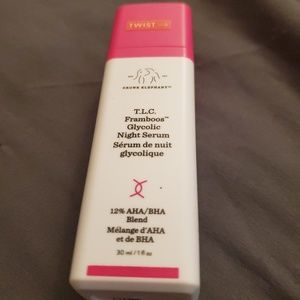 TWIST
DRUNK ELEPHANT™
T.L.C.
Framboos™
Glycolic
Night Serum
Sérum de nuit
glycolique
12% AHA/BHA
Blend
Mélange d'AHA
et de BHA
30 ml / 1 fl oz